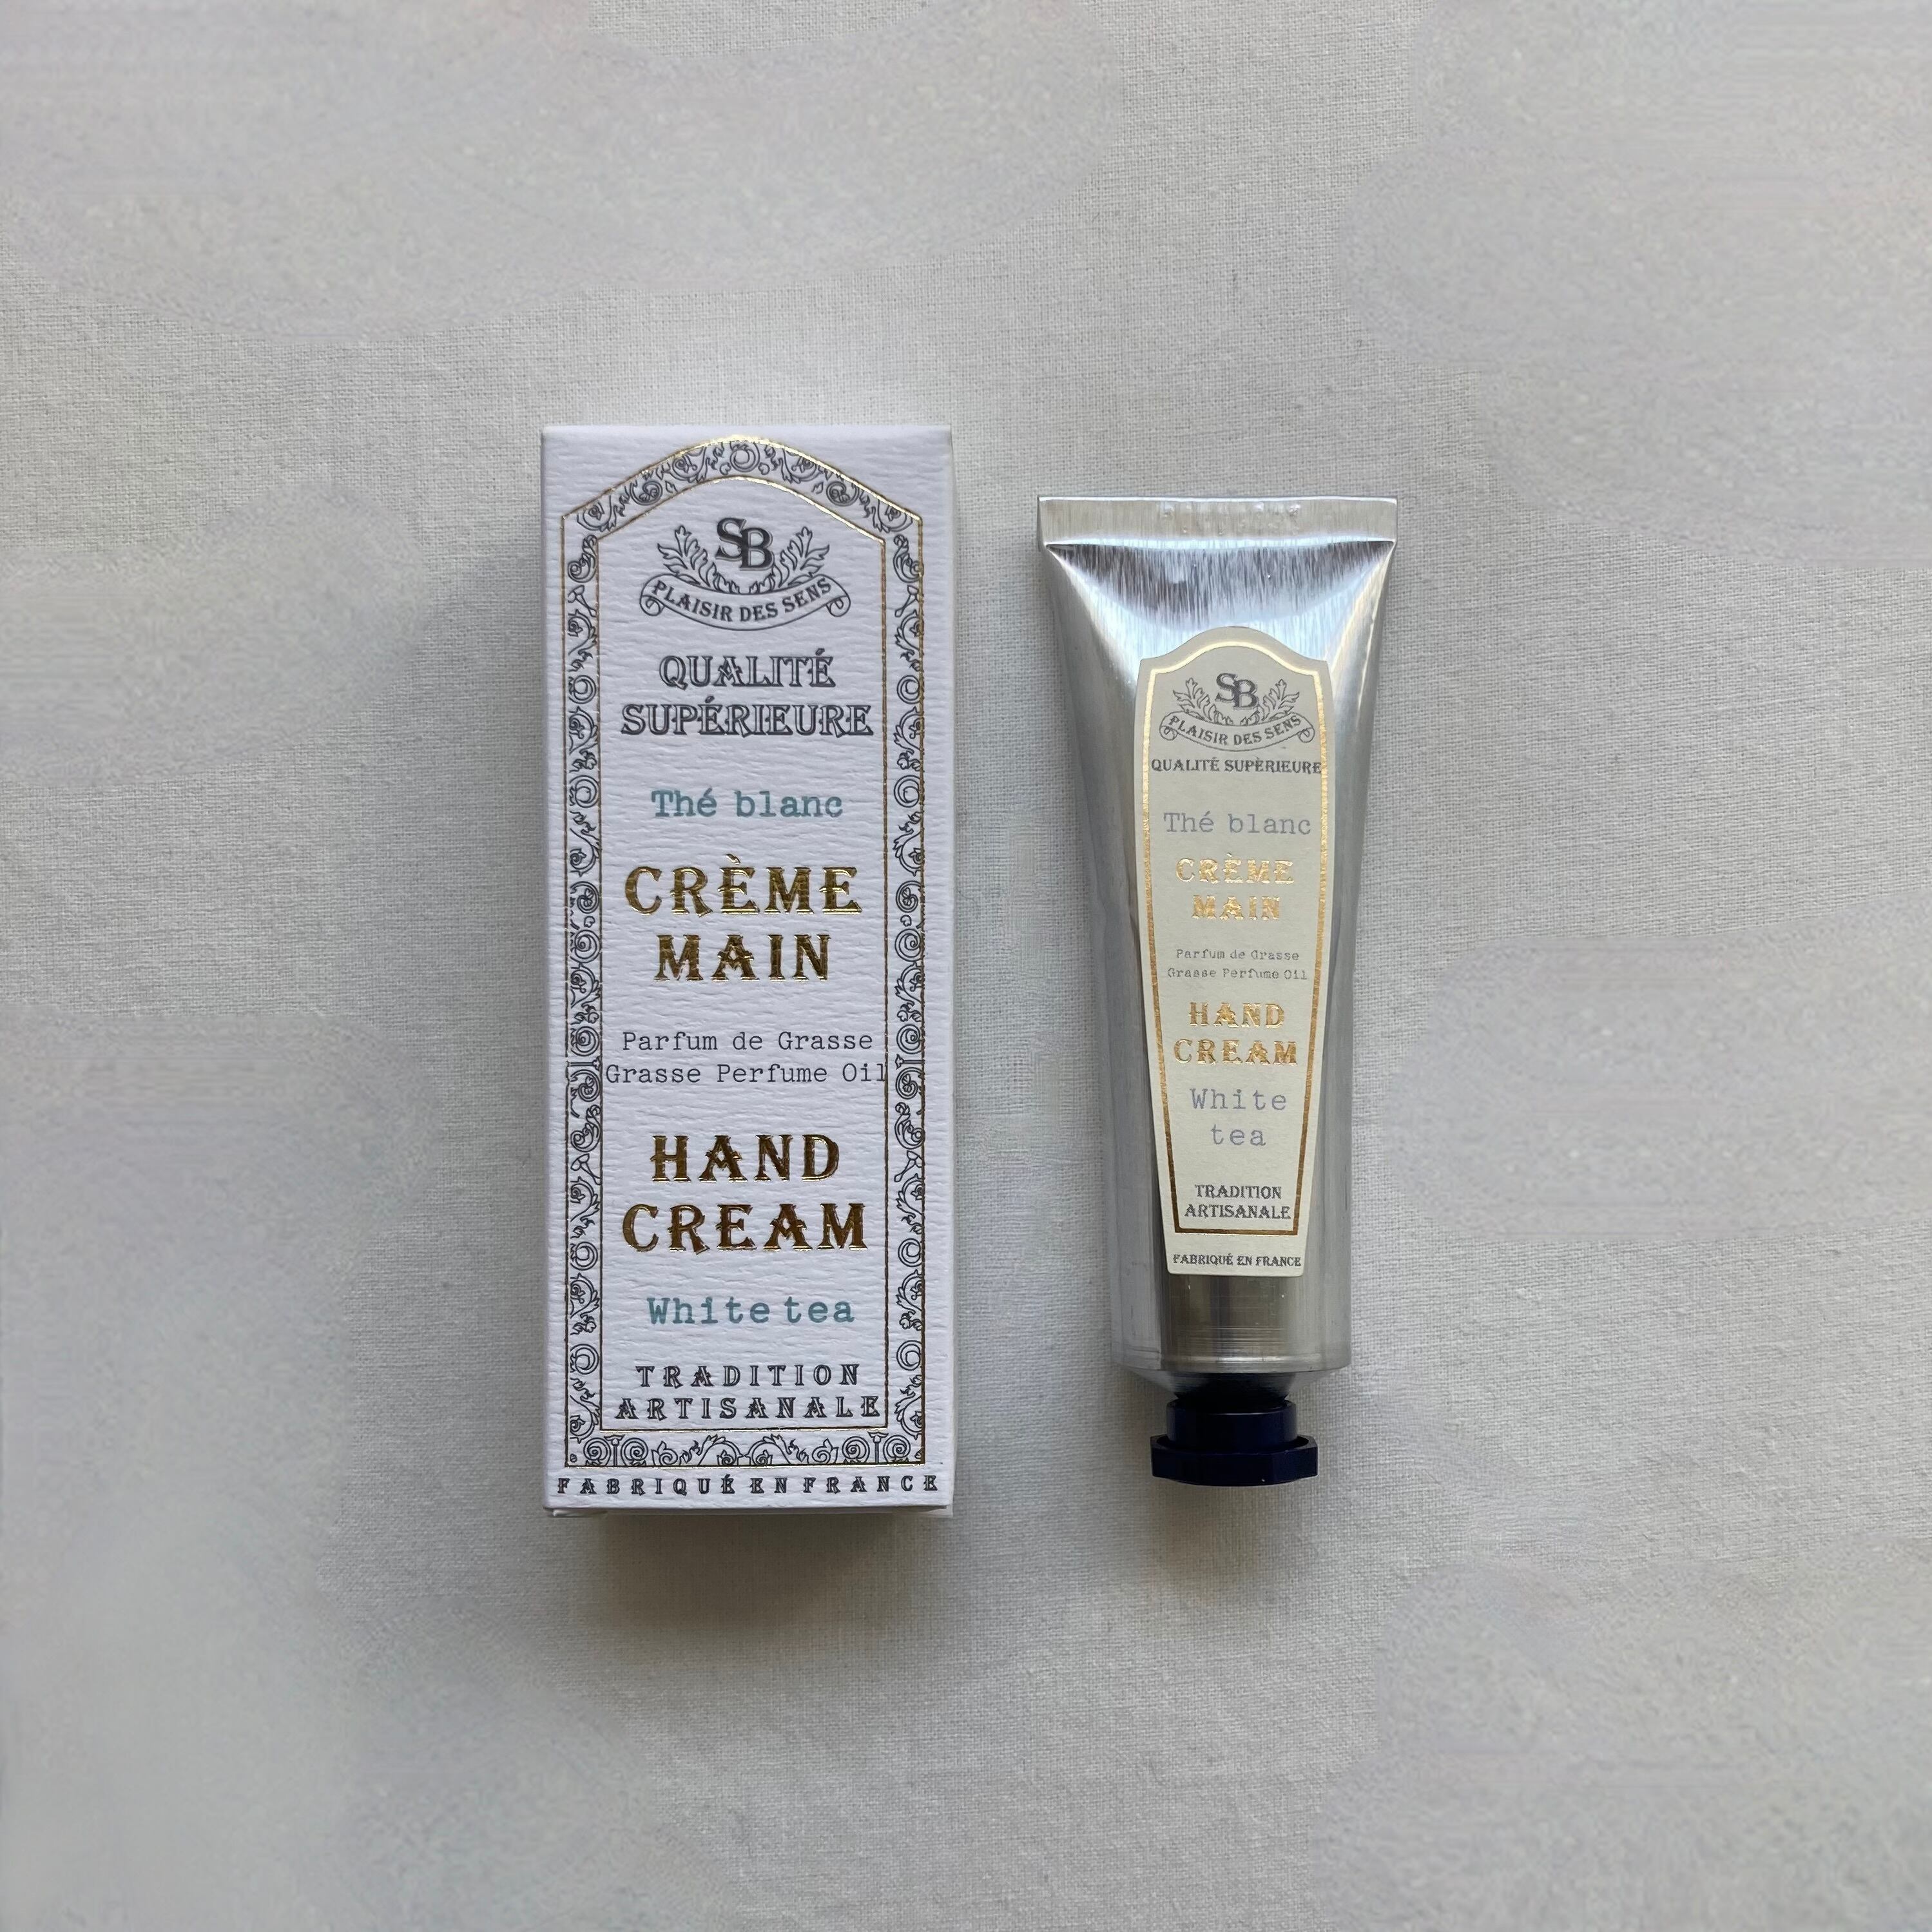 SB
PLAISIR DES SENS
QUALITÉ
SUPÉRIEURE
Thé blanc
CRÈME
MAIN
Parfum de Grasse
Grasse Perfume Oil
HAND
CREAM
White tea
TRADITION
ARTISANALE
FABRIQUÉ EN FRANCE
SB
PLAISIR DES SENS
QUALITÉ SUPÈRIEURE
Thé blanc
CRÈME
MAIN
Parfum de Grasse
Grasse Perfume Oil
HAND
CREAM
White
tea
TRADITION
ARTISANALE
FABRIQUÉ EN FRANCE